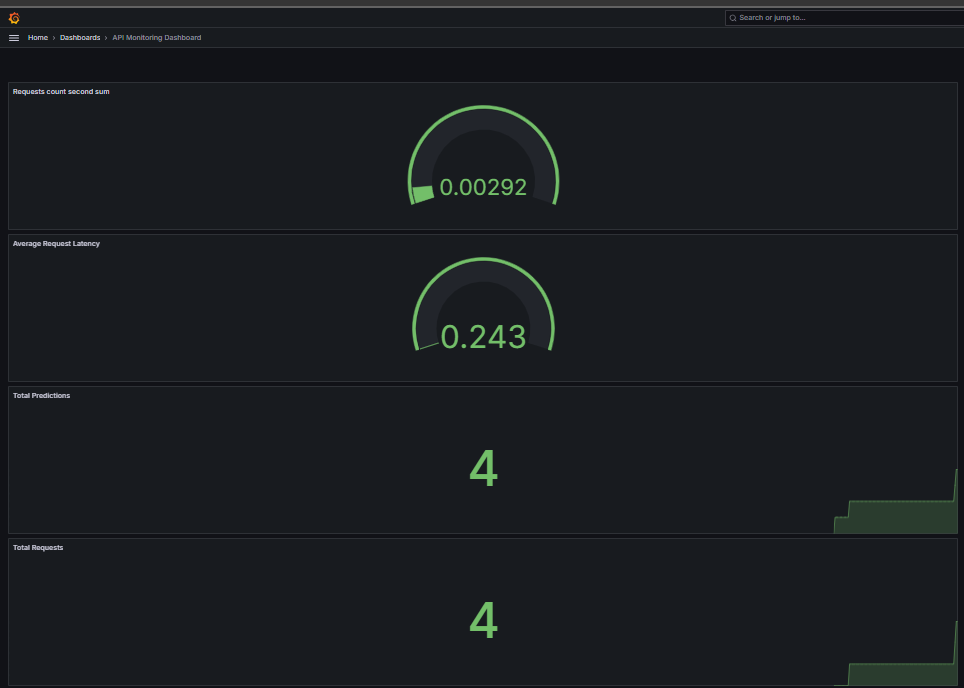 Search or jump to...
Home › Dashboards › API Monitoring Dashboard
Requests count second sum
0.00292
Average Request Latency
0.243
Total Predictions
4
Total Requests
4